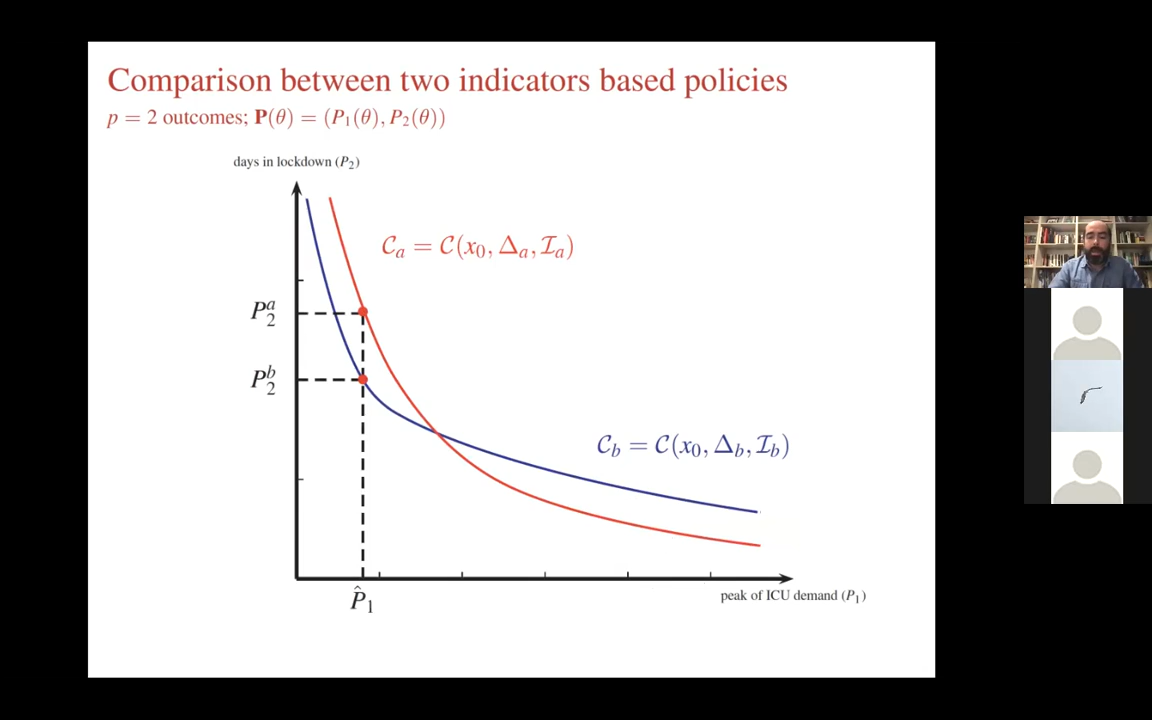 Comparison between two indicators based policies
p = 2 outcomes; P(θ) = (P₁(θ), P₂(θ))
days in lockdown (P₂)
𝒞ₐ = 𝒞(x₀, Δₐ, ℐₐ)
P₂ᵃ
P₂ᵇ
𝒞_b = 𝒞(x₀, Δ_b, ℐ_b)
P̂₁
peak of ICU demand (P₁)